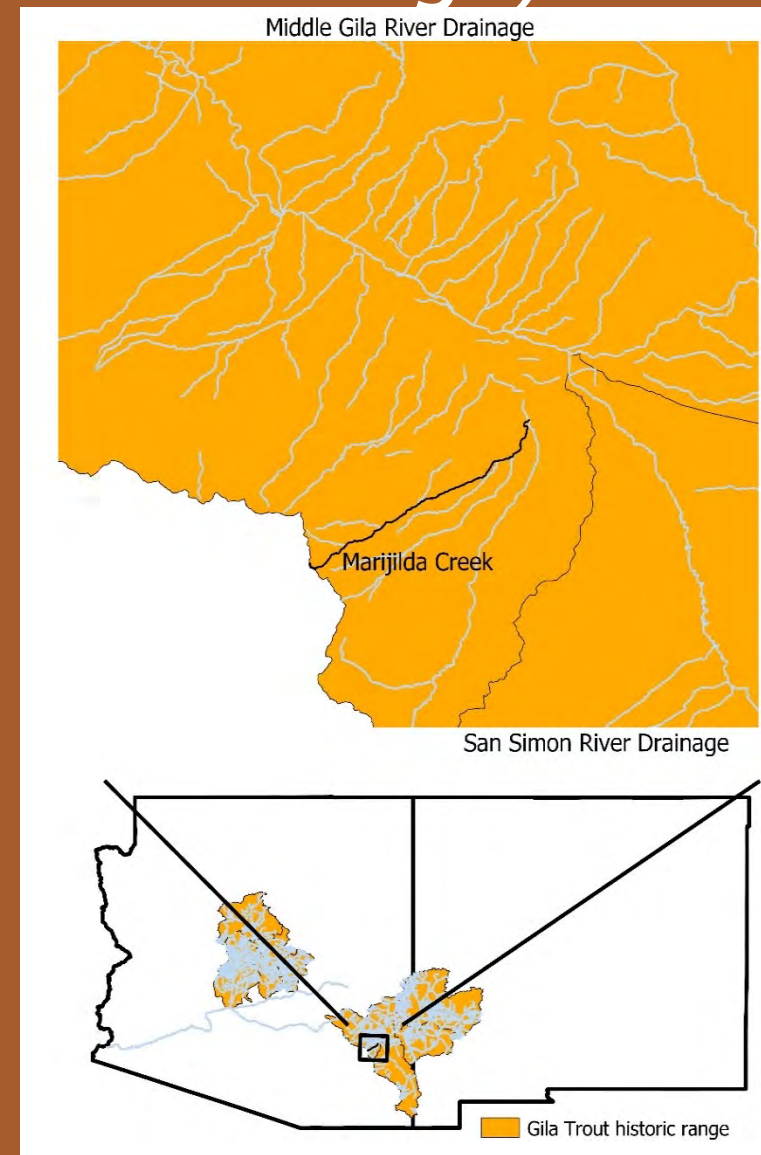 Middle Gila River Drainage
Marijilda Creek
San Simon River Drainage
Gila Trout historic range